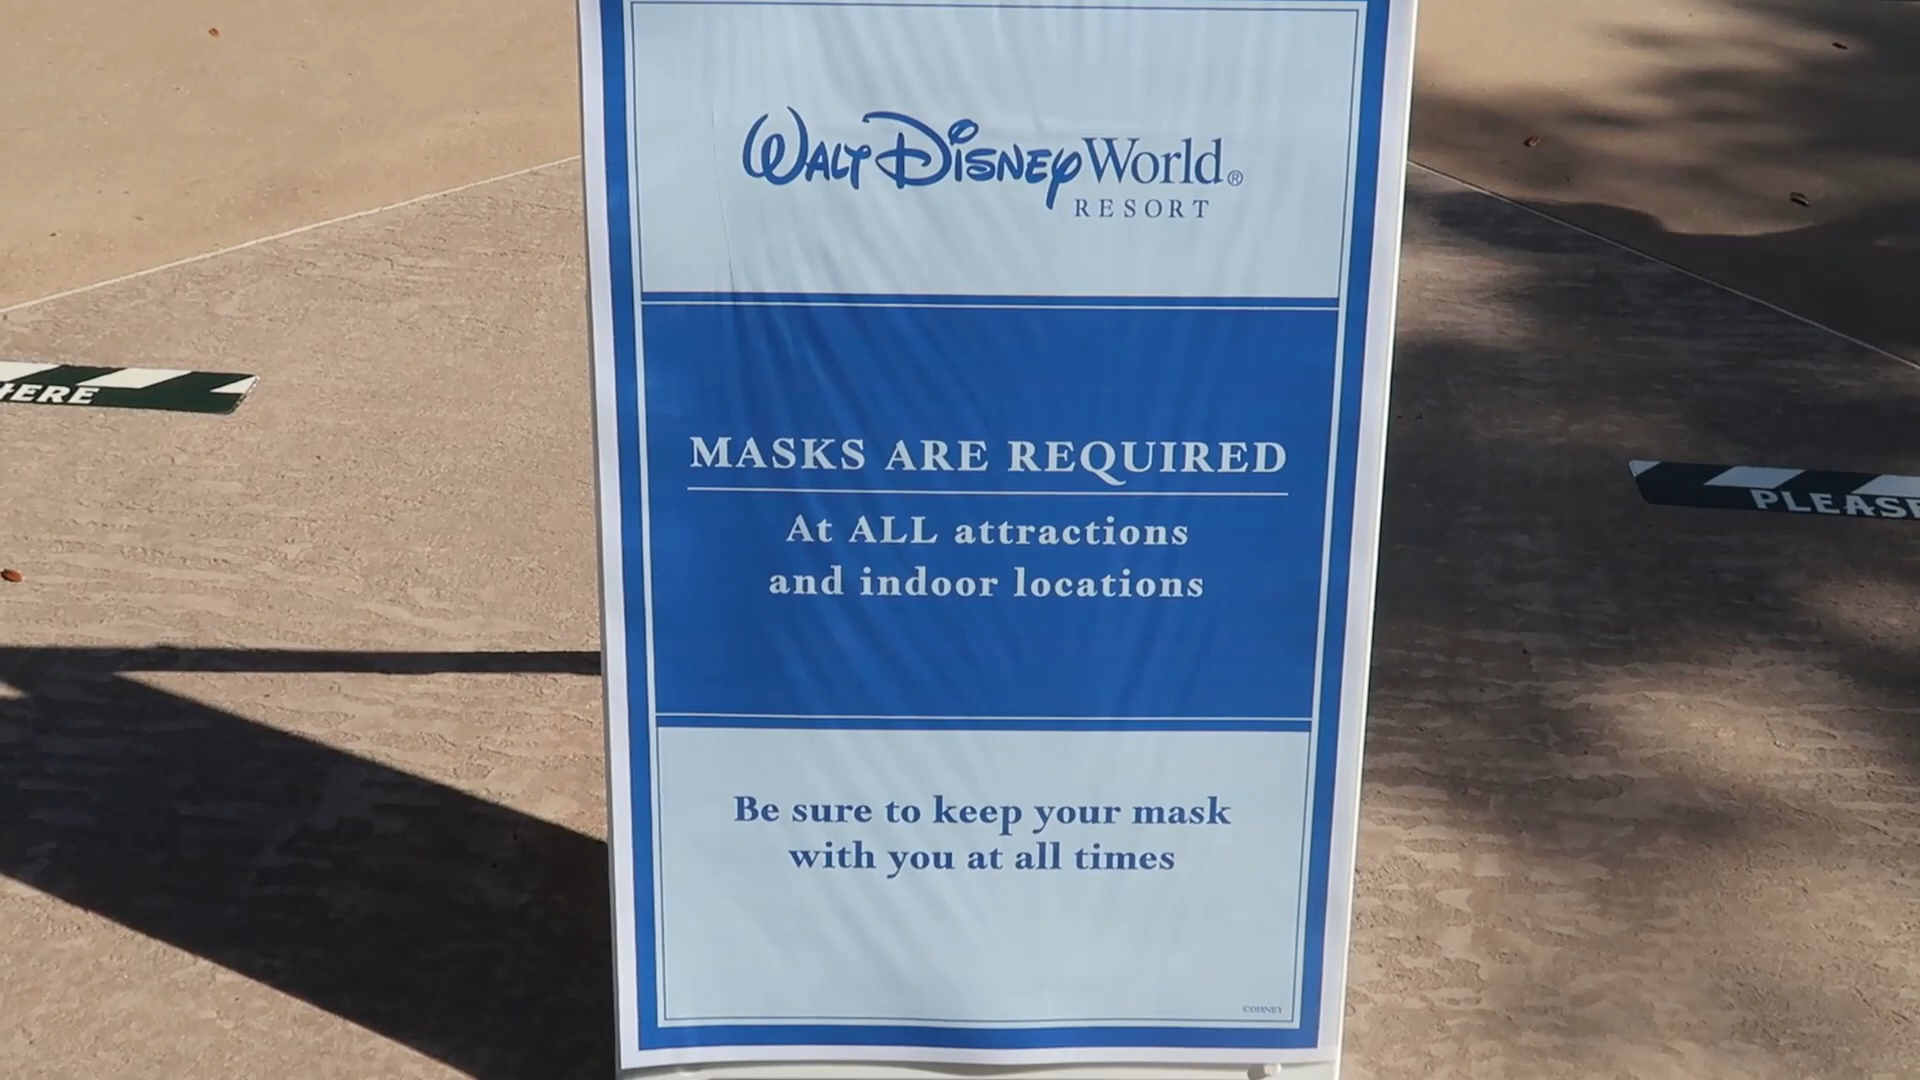 Walt Disney World®
RESORT
MASKS ARE REQUIRED
At ALL attractions
and indoor locations
Be sure to keep your mask
with you at all times
©DISNEY
HERE
PLEASE